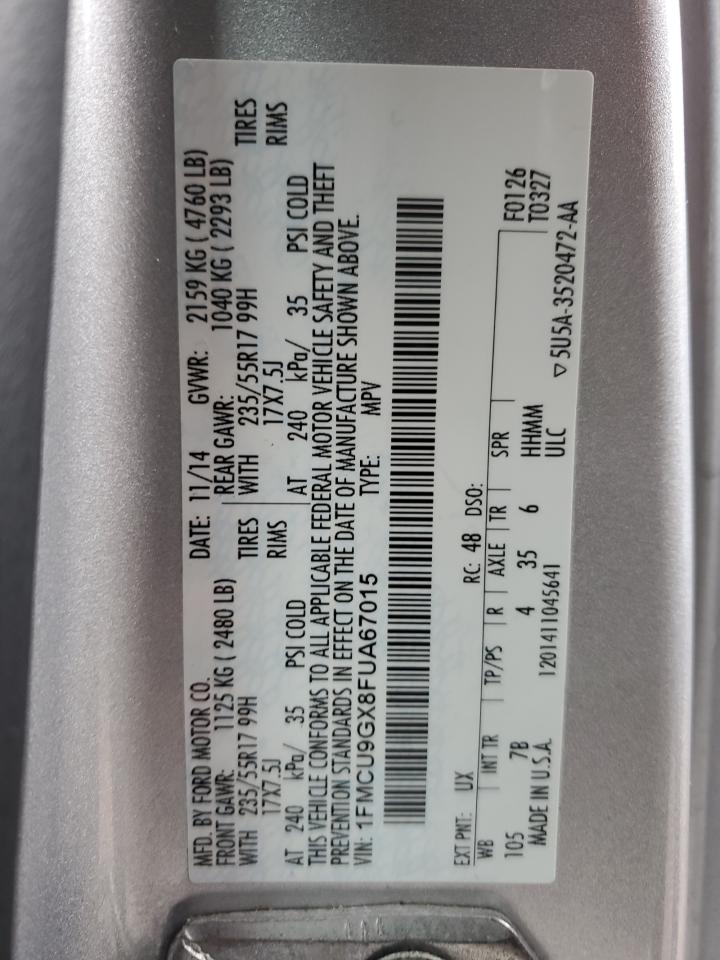 MFD. BY FORD MOTOR CO. DATE: 11/14 GVWR: 2159 KG ( 4760 LB)
FRONT GAWR: 1125 KG ( 2480 LB) REAR GAWR: 1040 KG ( 2293 LB)
WITH 235/55R17 99H TIRES WITH 235/55R17 99H TIRES
17X7.5J RIMS 17X7.5J RIMS
AT 240 kPa/ 35 PSI COLD AT 240 kPa/ 35 PSI COLD
THIS VEHICLE CONFORMS TO ALL APPLICABLE FEDERAL MOTOR VEHICLE SAFETY AND THEFT
PREVENTION STANDARDS IN EFFECT ON THE DATE OF MANUFACTURE SHOWN ABOVE.
VIN: 1FMCU9GX8FUA67015 TYPE: MPV
EXT PNT: UX RC: 48 DSO:
WB INT TR TP/PS R AXLE TR SPR F0126
105 7B 4 35 6 HHMM T0327
MADE IN U.S.A. 1201411045641 ULC ▽5U5A-3520472-AA